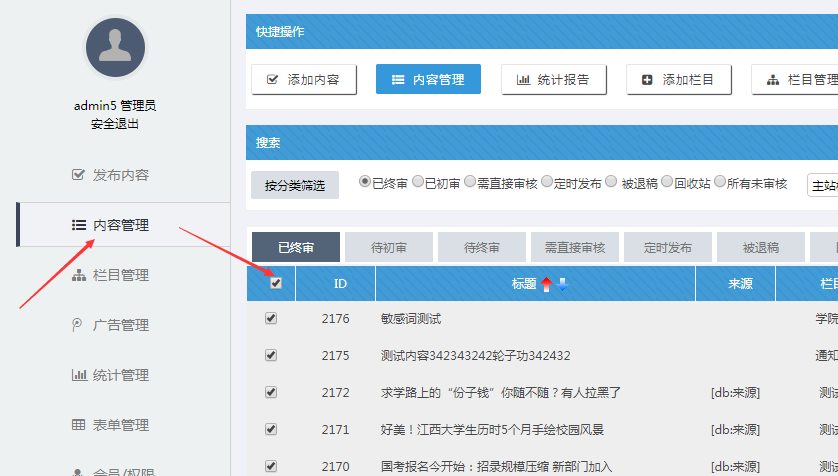 admin5 管理员
安全退出
发布内容
内容管理
栏目管理
广告管理
统计管理
表单管理
会员/权限
快捷操作
添加内容 内容管理 统计报告 添加栏目 栏目管理
搜索
按分类筛选 已终审 已初审 需直接审核 定时发布 被退稿 回收站 所有未审核 主站
已终审 待初审 待终审 需直接审核 定时发布 被退稿
ID 标题 来源 栏
2176 敏感词测试 学院
2175 测试内容342343242轮子功342432 通知
2172 求学路上的“份子钱”你随不随？有人拉黑了 [db:来源] 测试
2171 好美！江西大学生历时5个月手绘校园风景 [db:来源] 测试
2170 国考报名今开始：招录规模压缩 新部门加入 [db:来源] 测试